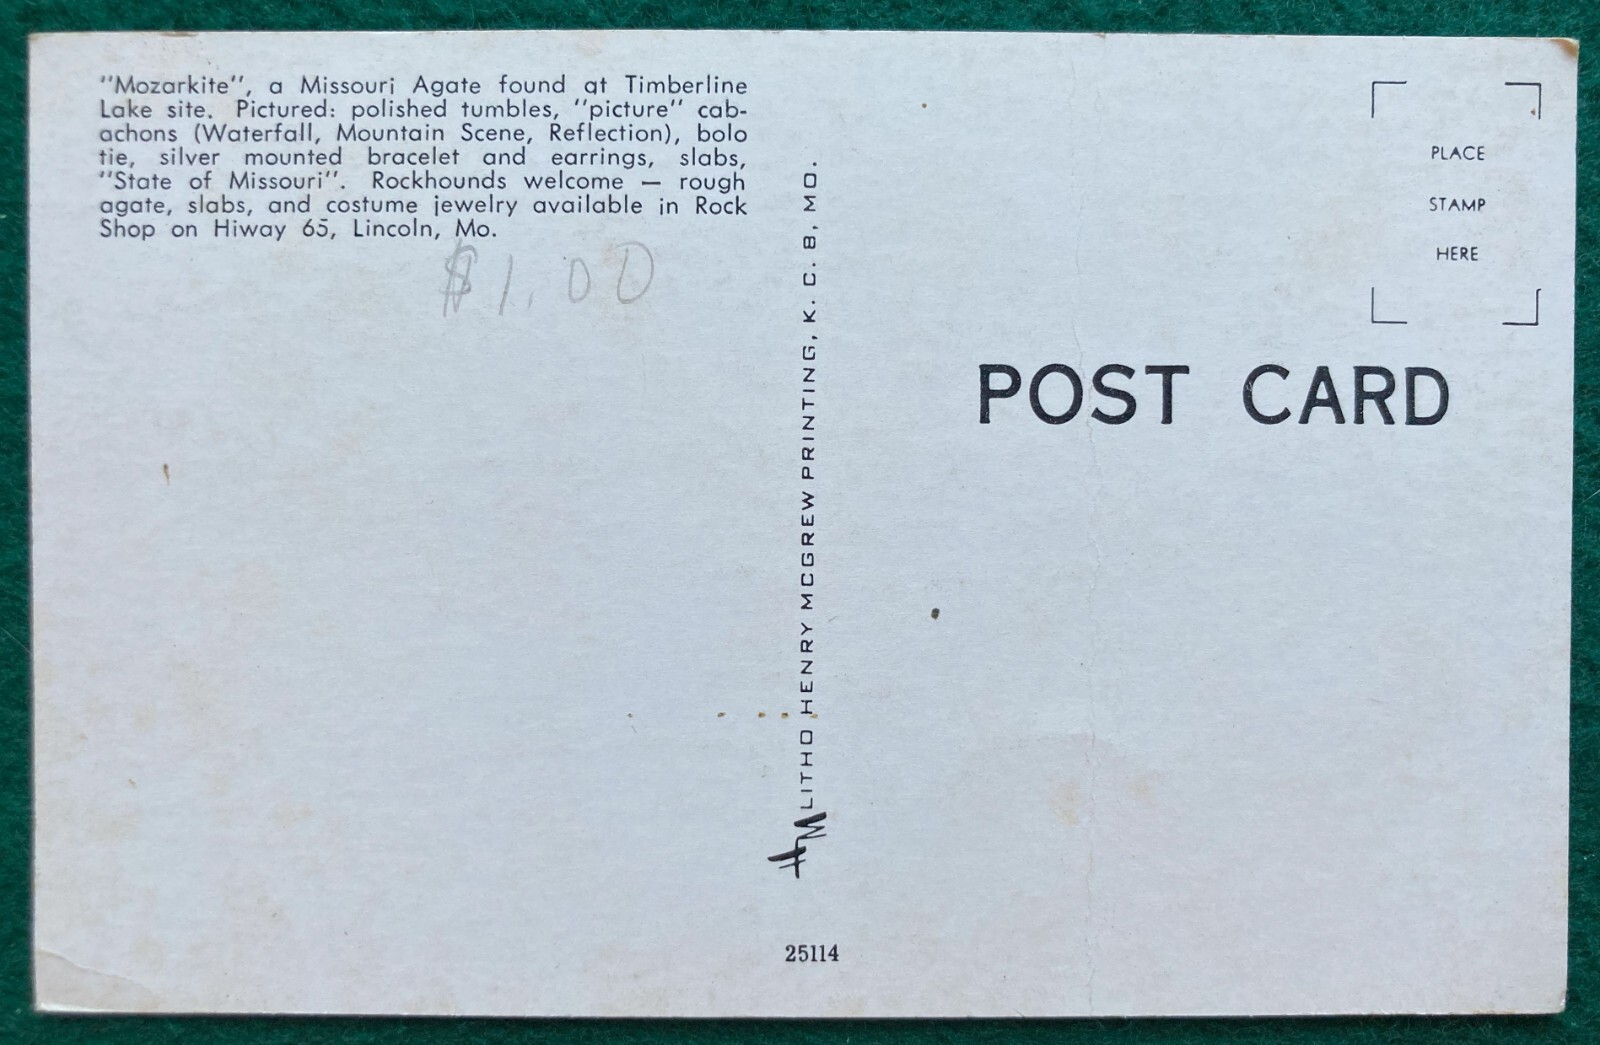 "Mozarkite", a Missouri Agate found at Timberline
Lake site. Pictured: polished tumbles, "picture" cab-
achons (Waterfall, Mountain Scene, Reflection), bolo
tie, silver mounted bracelet and earrings, slabs,
"State of Missouri". Rockhounds welcome — rough
agate, slabs, and costume jewelry available in Rock
Shop on Hiway 65, Lincoln, Mo.
$1.00
HM LITHO HENRY MCGREW PRINTING, K. C. 8, MO.
25114
PLACE
STAMP
HERE
POST CARD